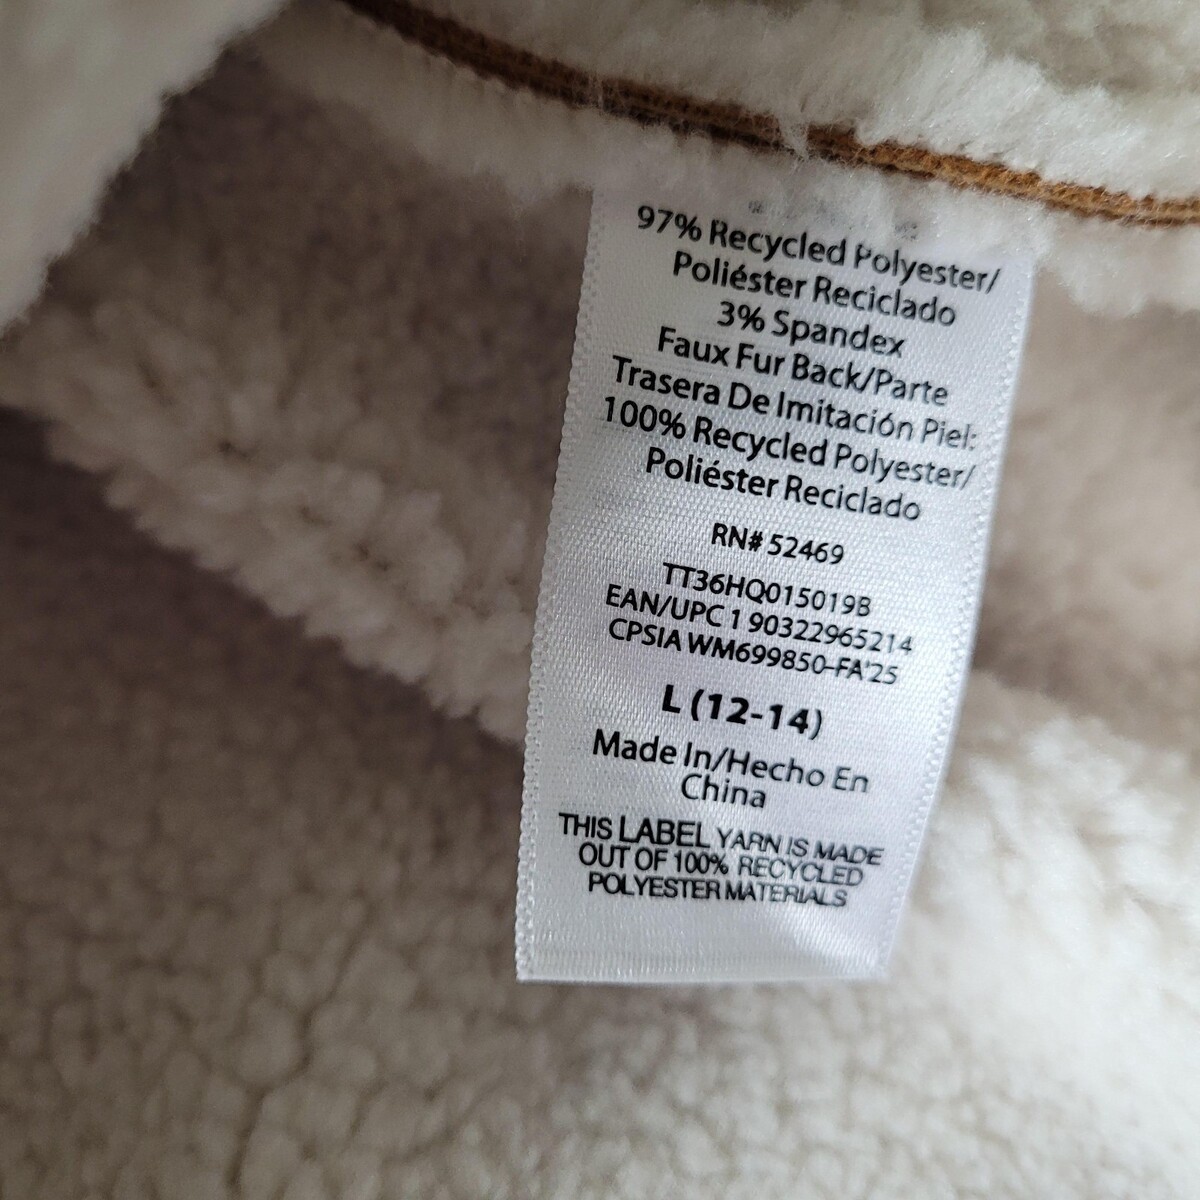 97% Recycled Polyester/
Poliéster Reciclado
3% Spandex
Faux Fur Back/Parte
Trasera De Imitación Piel:
100% Recycled Polyester/
Poliéster Reciclado
RN# 52469
TT36HQ015019B
EAN/UPC 1 90322965214
CPSIA WM699850-FA'25
L (12-14)
Made In/Hecho En
China
THIS LABEL YARN IS MADE
OUT OF 100% RECYCLED
POLYESTER MATERIALS